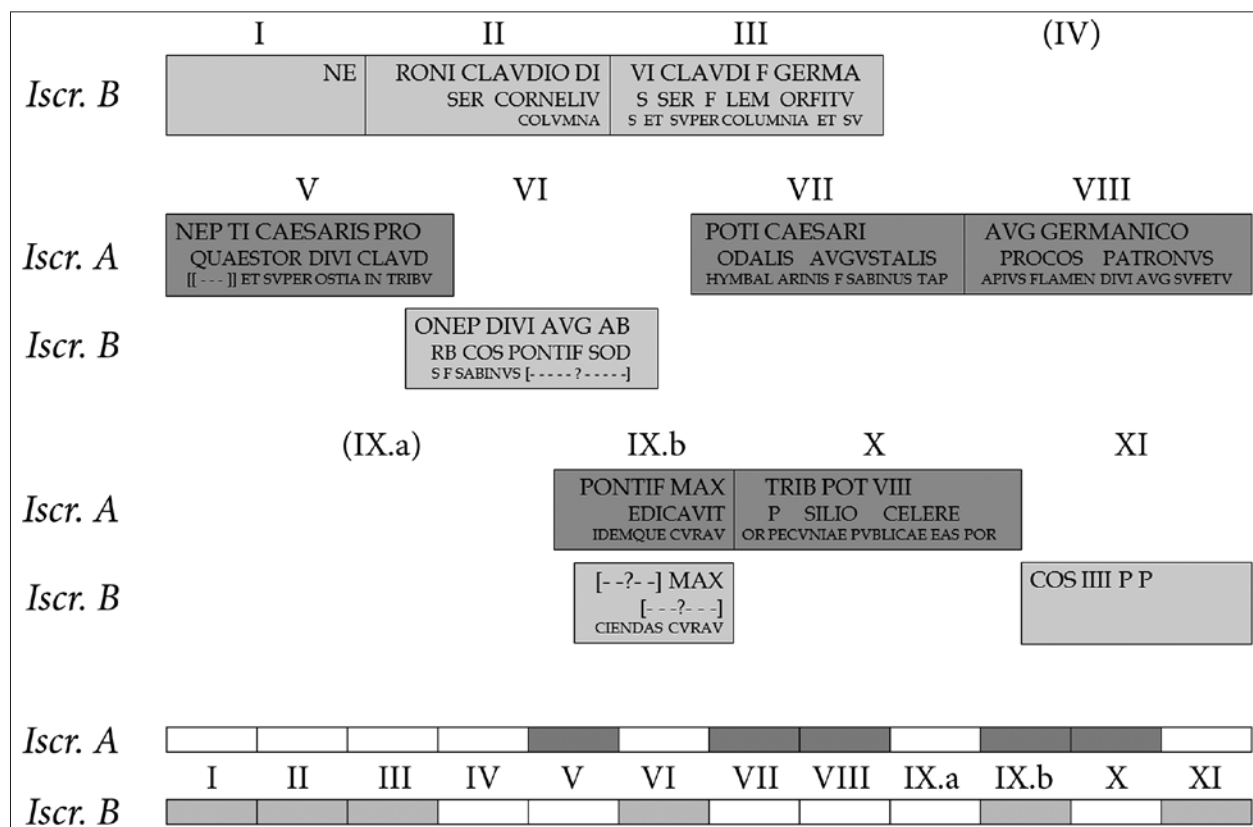 I II III (IV)
Iscr. B
NE RONI CLAVDIO DI VI CLAVDI F GERMA
SER CORNELIV S SER F LEM ORFITV
COLVMNA S ET SVPER COLUMNIA ET SV
V VI VII VIII
Iscr. A
NEP TI CAESARIS PRO POTI CAESARI AVG GERMANICO
QUAESTOR DIVI CLAVD ODALIS AVGVSTALIS PROCOS PATRONVS
[[ - - - ]] ET SVPER OSTIA IN TRIBV HYMBAL ARINIS F SABINUS TAP APIVS FLAMEN DIVI AVG SVFETV
Iscr. B
ONEP DIVI AVG AB
RB COS PONTIF SOD
S F SABINVS [- - - - - ? - - - - -]
(IX.a) IX.b X XI
Iscr. A
PONTIF MAX TRIB POT VIII
EDICAVIT P SILIO CELERE
IDEMQUE CVRAV OR PECVNIAE PVBLICAE EAS POR
Iscr. B
[- -?- -] MAX COS IIII P P
[- - -?- - -]
CIENDAS CVRAV
Iscr. A
I II III IV V VI VII VIII IX.a IX.b X XI
Iscr. B